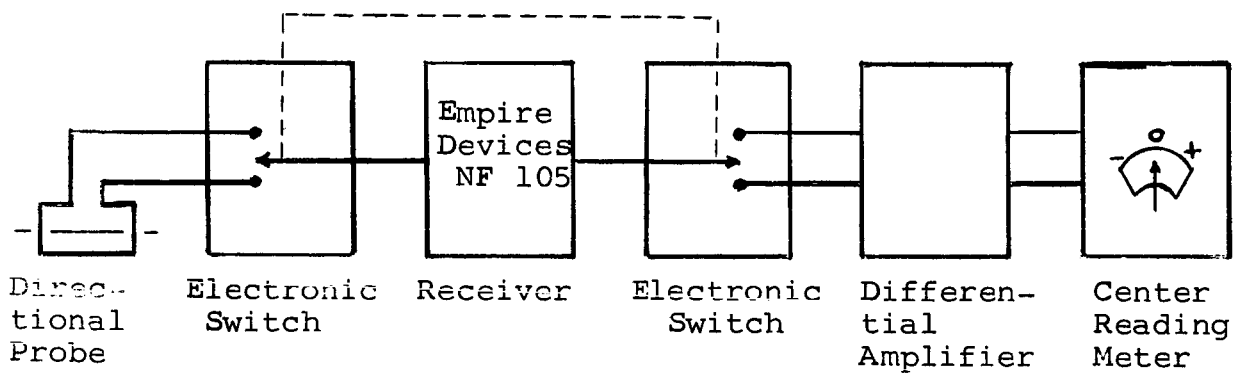 Empire
Devices
NF 105
- O +
Direc-
tional
Probe
Electronic
Switch
Receiver
Electronic
Switch
Differen-
tial
Amplifier
Center
Reading
Meter